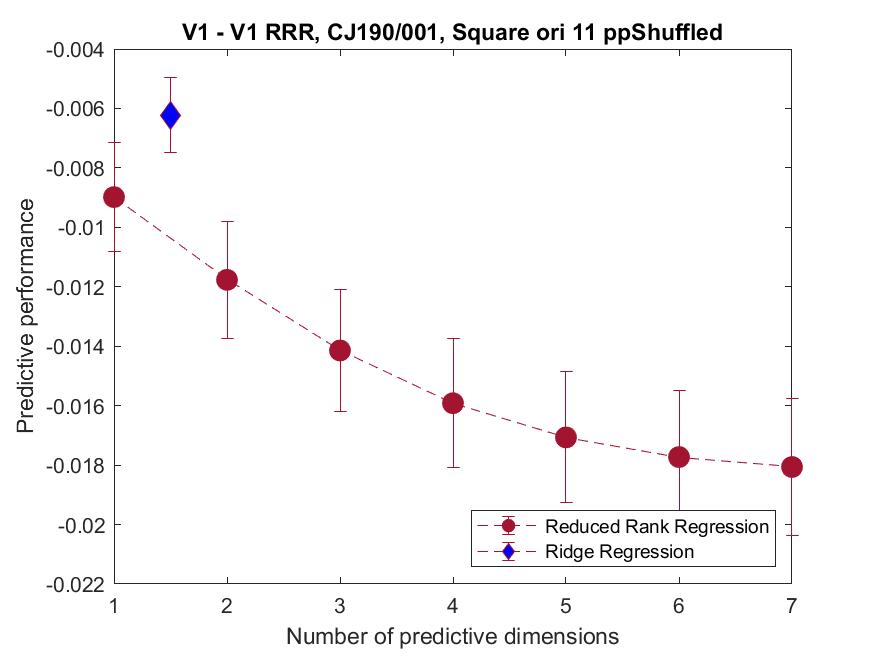 V1 - V1 RRR, CJ190/001, Square ori 11 ppShuffled
-0.004
-0.006
-0.008
-0.01
-0.012
-0.014
-0.016
-0.018
-0.02
-0.022
Predictive performance
Reduced Rank Regression
Ridge Regression
1 2 3 4 5 6 7
Number of predictive dimensions